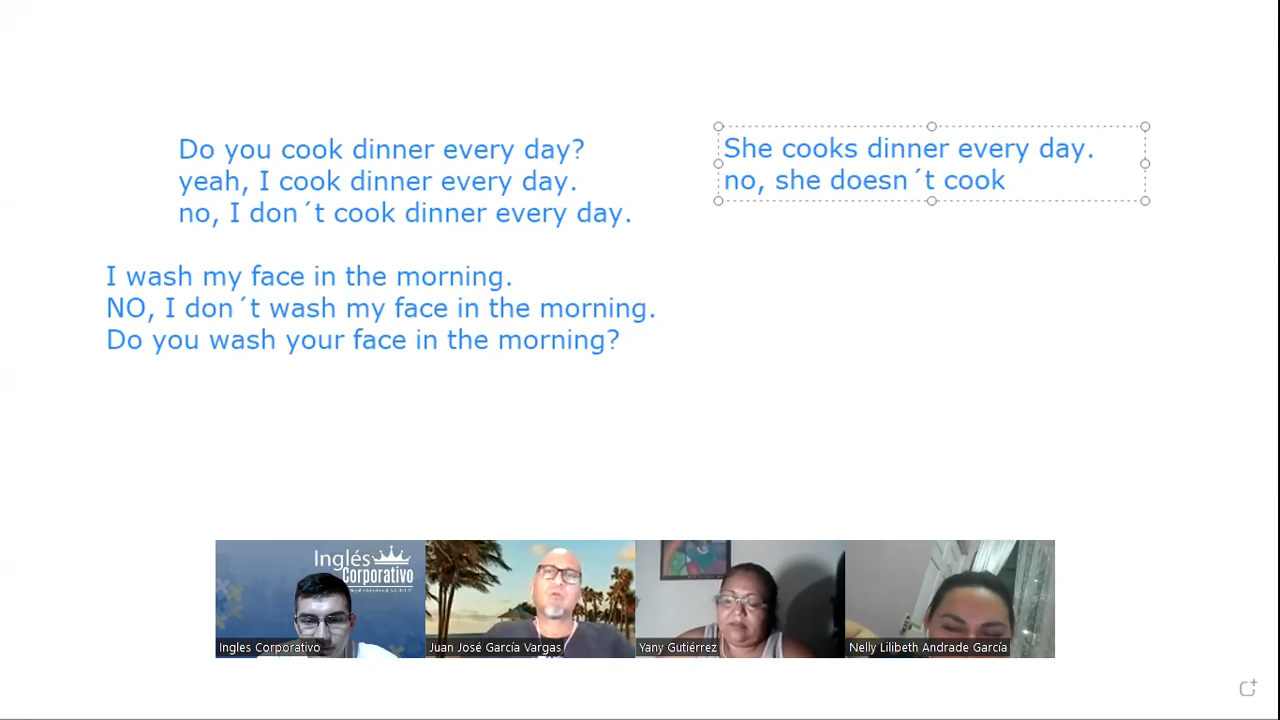 Do you cook dinner every day?
yeah, I cook dinner every day.
no, I don´t cook dinner every day.
She cooks dinner every day.
no, she doesn´t cook
I wash my face in the morning.
NO, I don´t wash my face in the morning.
Do you wash your face in the morning?
Inglés
Corporativo
Ingles Corporativo
Juan José García Vargas
Yany Gutiérrez
Nelly Lilibeth Andrade García